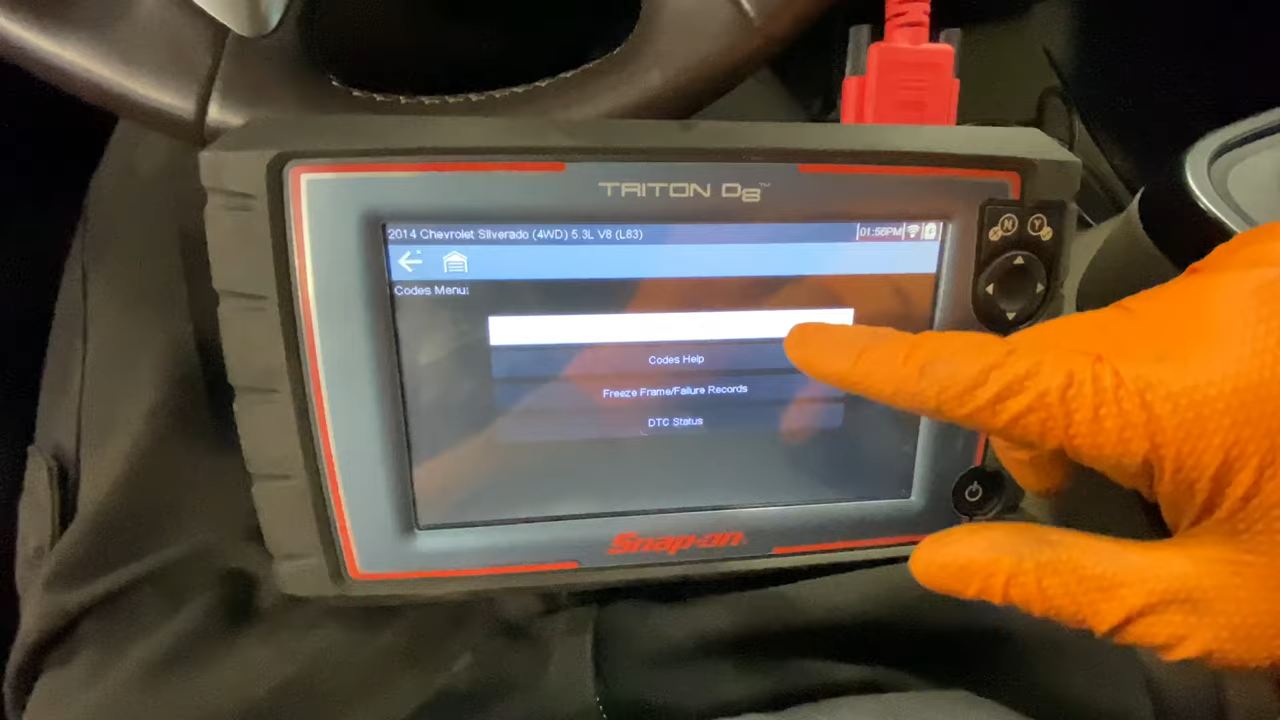 TRITON D8™
2014 Chevrolet Silverado (4WD) 5.3L V8 (L83)
01:56PM
N
X
Y
Codes Menu:
Codes Help
Freeze Frame/Failure Records
DTC Status
Snap-on